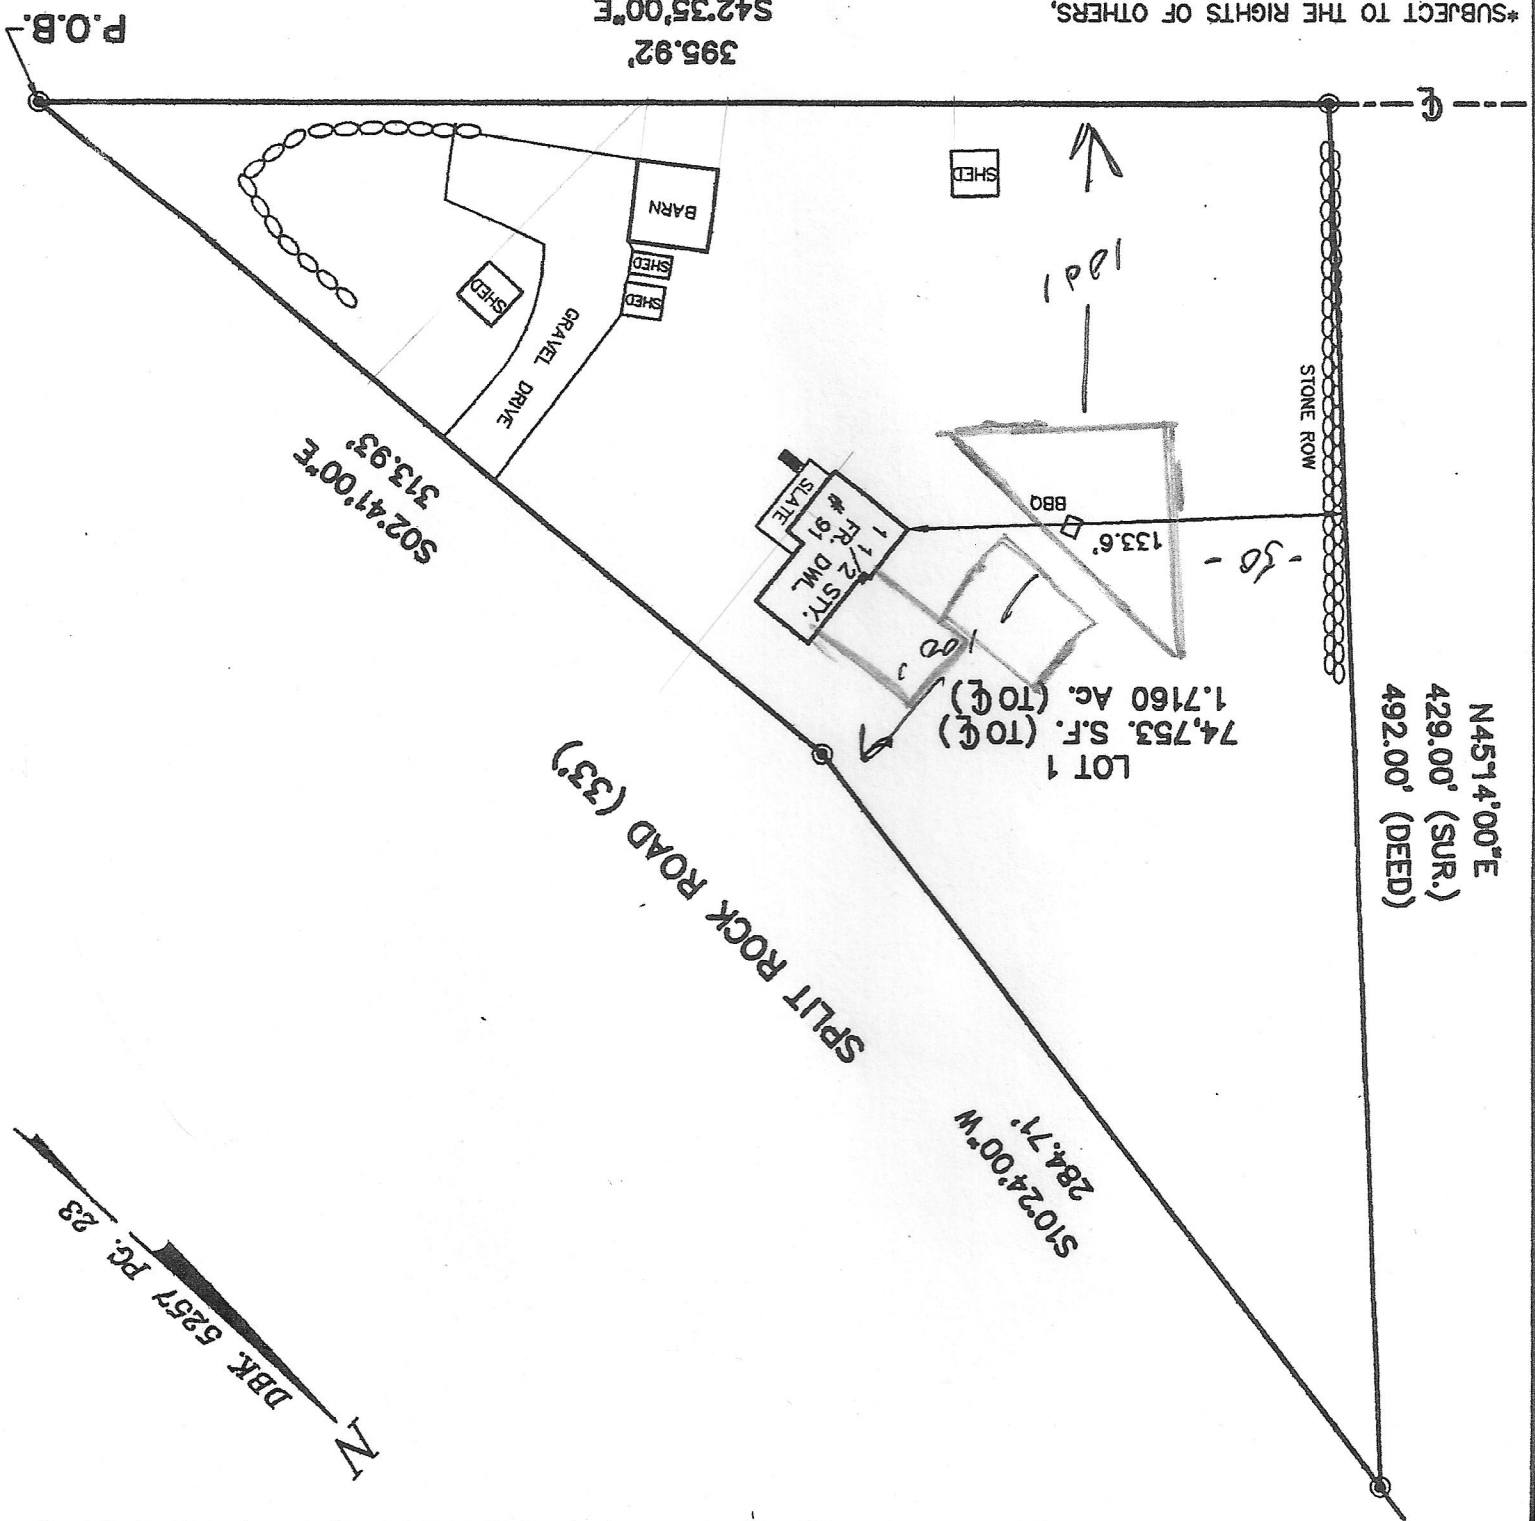 P.O.B.
S42°35'00"E
395.92'
*SUBJECT TO THE RIGHTS OF OTHERS,
SHED
BARN
SHED
SHED
SHED
GRAVEL DRIVE
100'
STONE ROW
S02°41'00"E
313.93'
SLATE
1 1/2 STY.
FR. DWL.
# 91
BBQ
133.6'
-50-
100'
LOT 1
74,753. S.F. (TO ℄)
1.7160 Ac. (TO ℄)
N45°14'00"E
429.00' (SUR.)
492.00' (DEED)
SPLIT ROCK ROAD (33')
S10°24'00"W
284.71'
DBK. 5257 PG. 23
N
℄